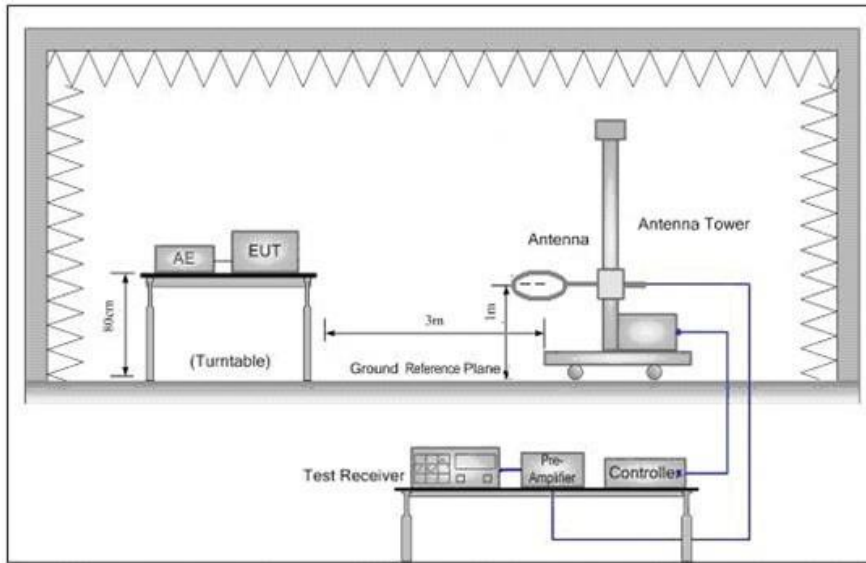 AE
EUT
80cm
(Turntable)
3m
1m
Antenna
Antenna Tower
Ground Reference Plane
Test Receiver
Pre-
Amplifier
Controller